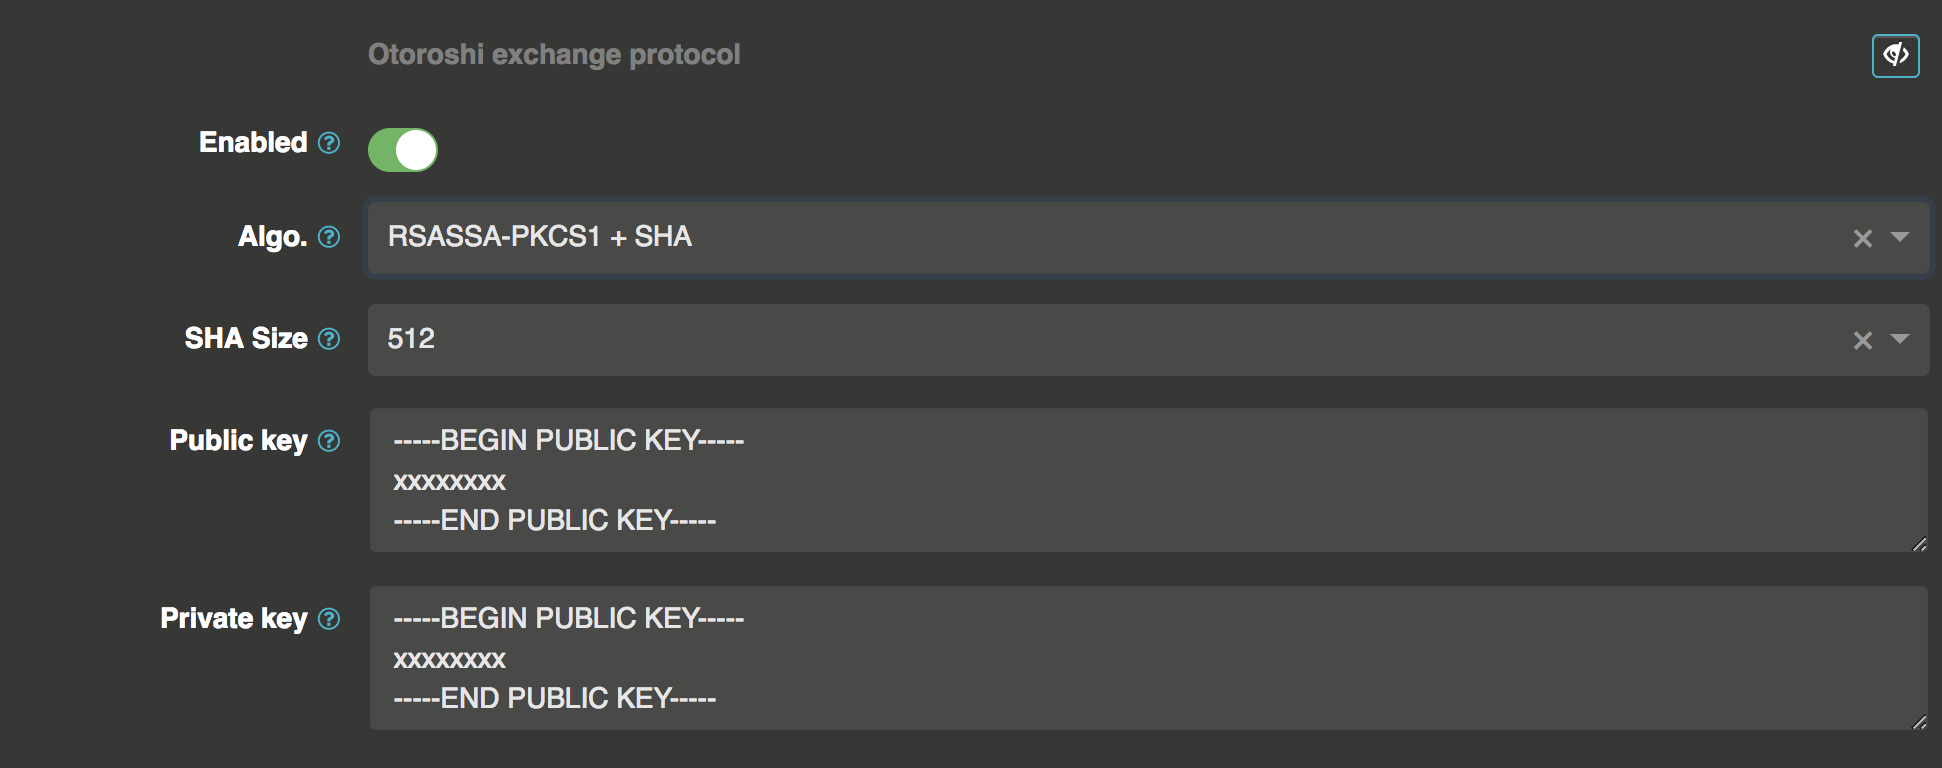 Otoroshi exchange protocol
Enabled
Algo.
RSASSA-PKCS1 + SHA
SHA Size
512
Public key
-----BEGIN PUBLIC KEY-----
xxxxxxxx
-----END PUBLIC KEY-----
Private key
-----BEGIN PUBLIC KEY-----
xxxxxxxx
-----END PUBLIC KEY-----